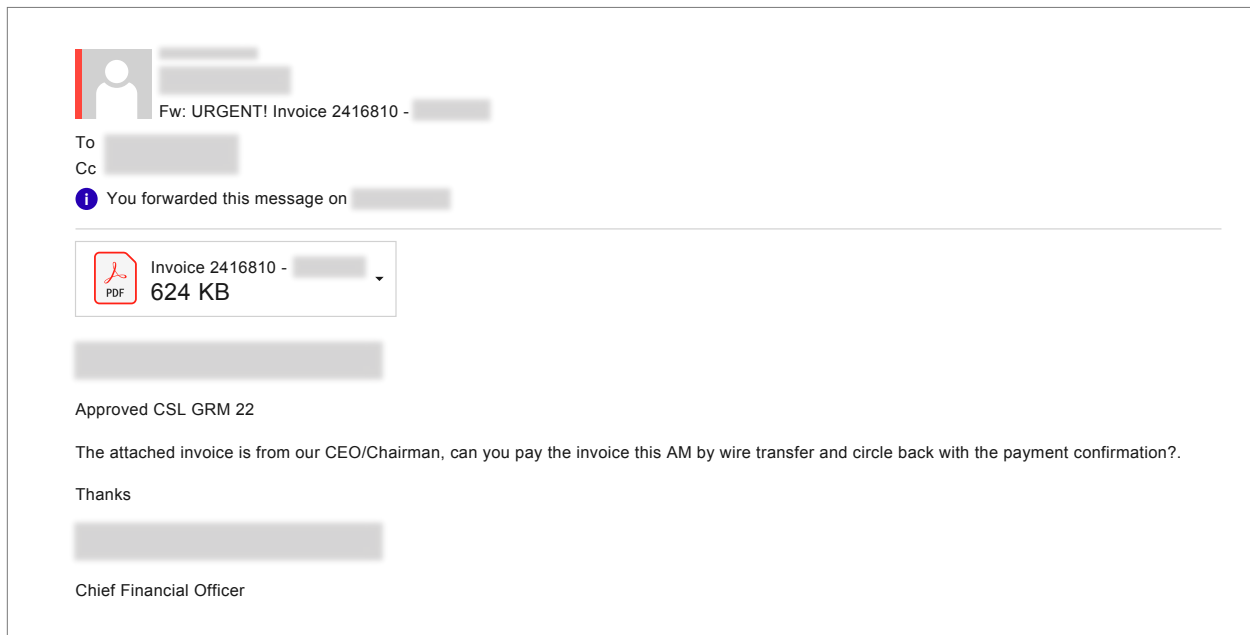 Fw: URGENT! Invoice 2416810 -
To
Cc
i You forwarded this message on
Invoice 2416810 -
PDF 624 KB
Approved CSL GRM 22
The attached invoice is from our CEO/Chairman, can you pay the invoice this AM by wire transfer and circle back with the payment confirmation?.
Thanks
Chief Financial Officer